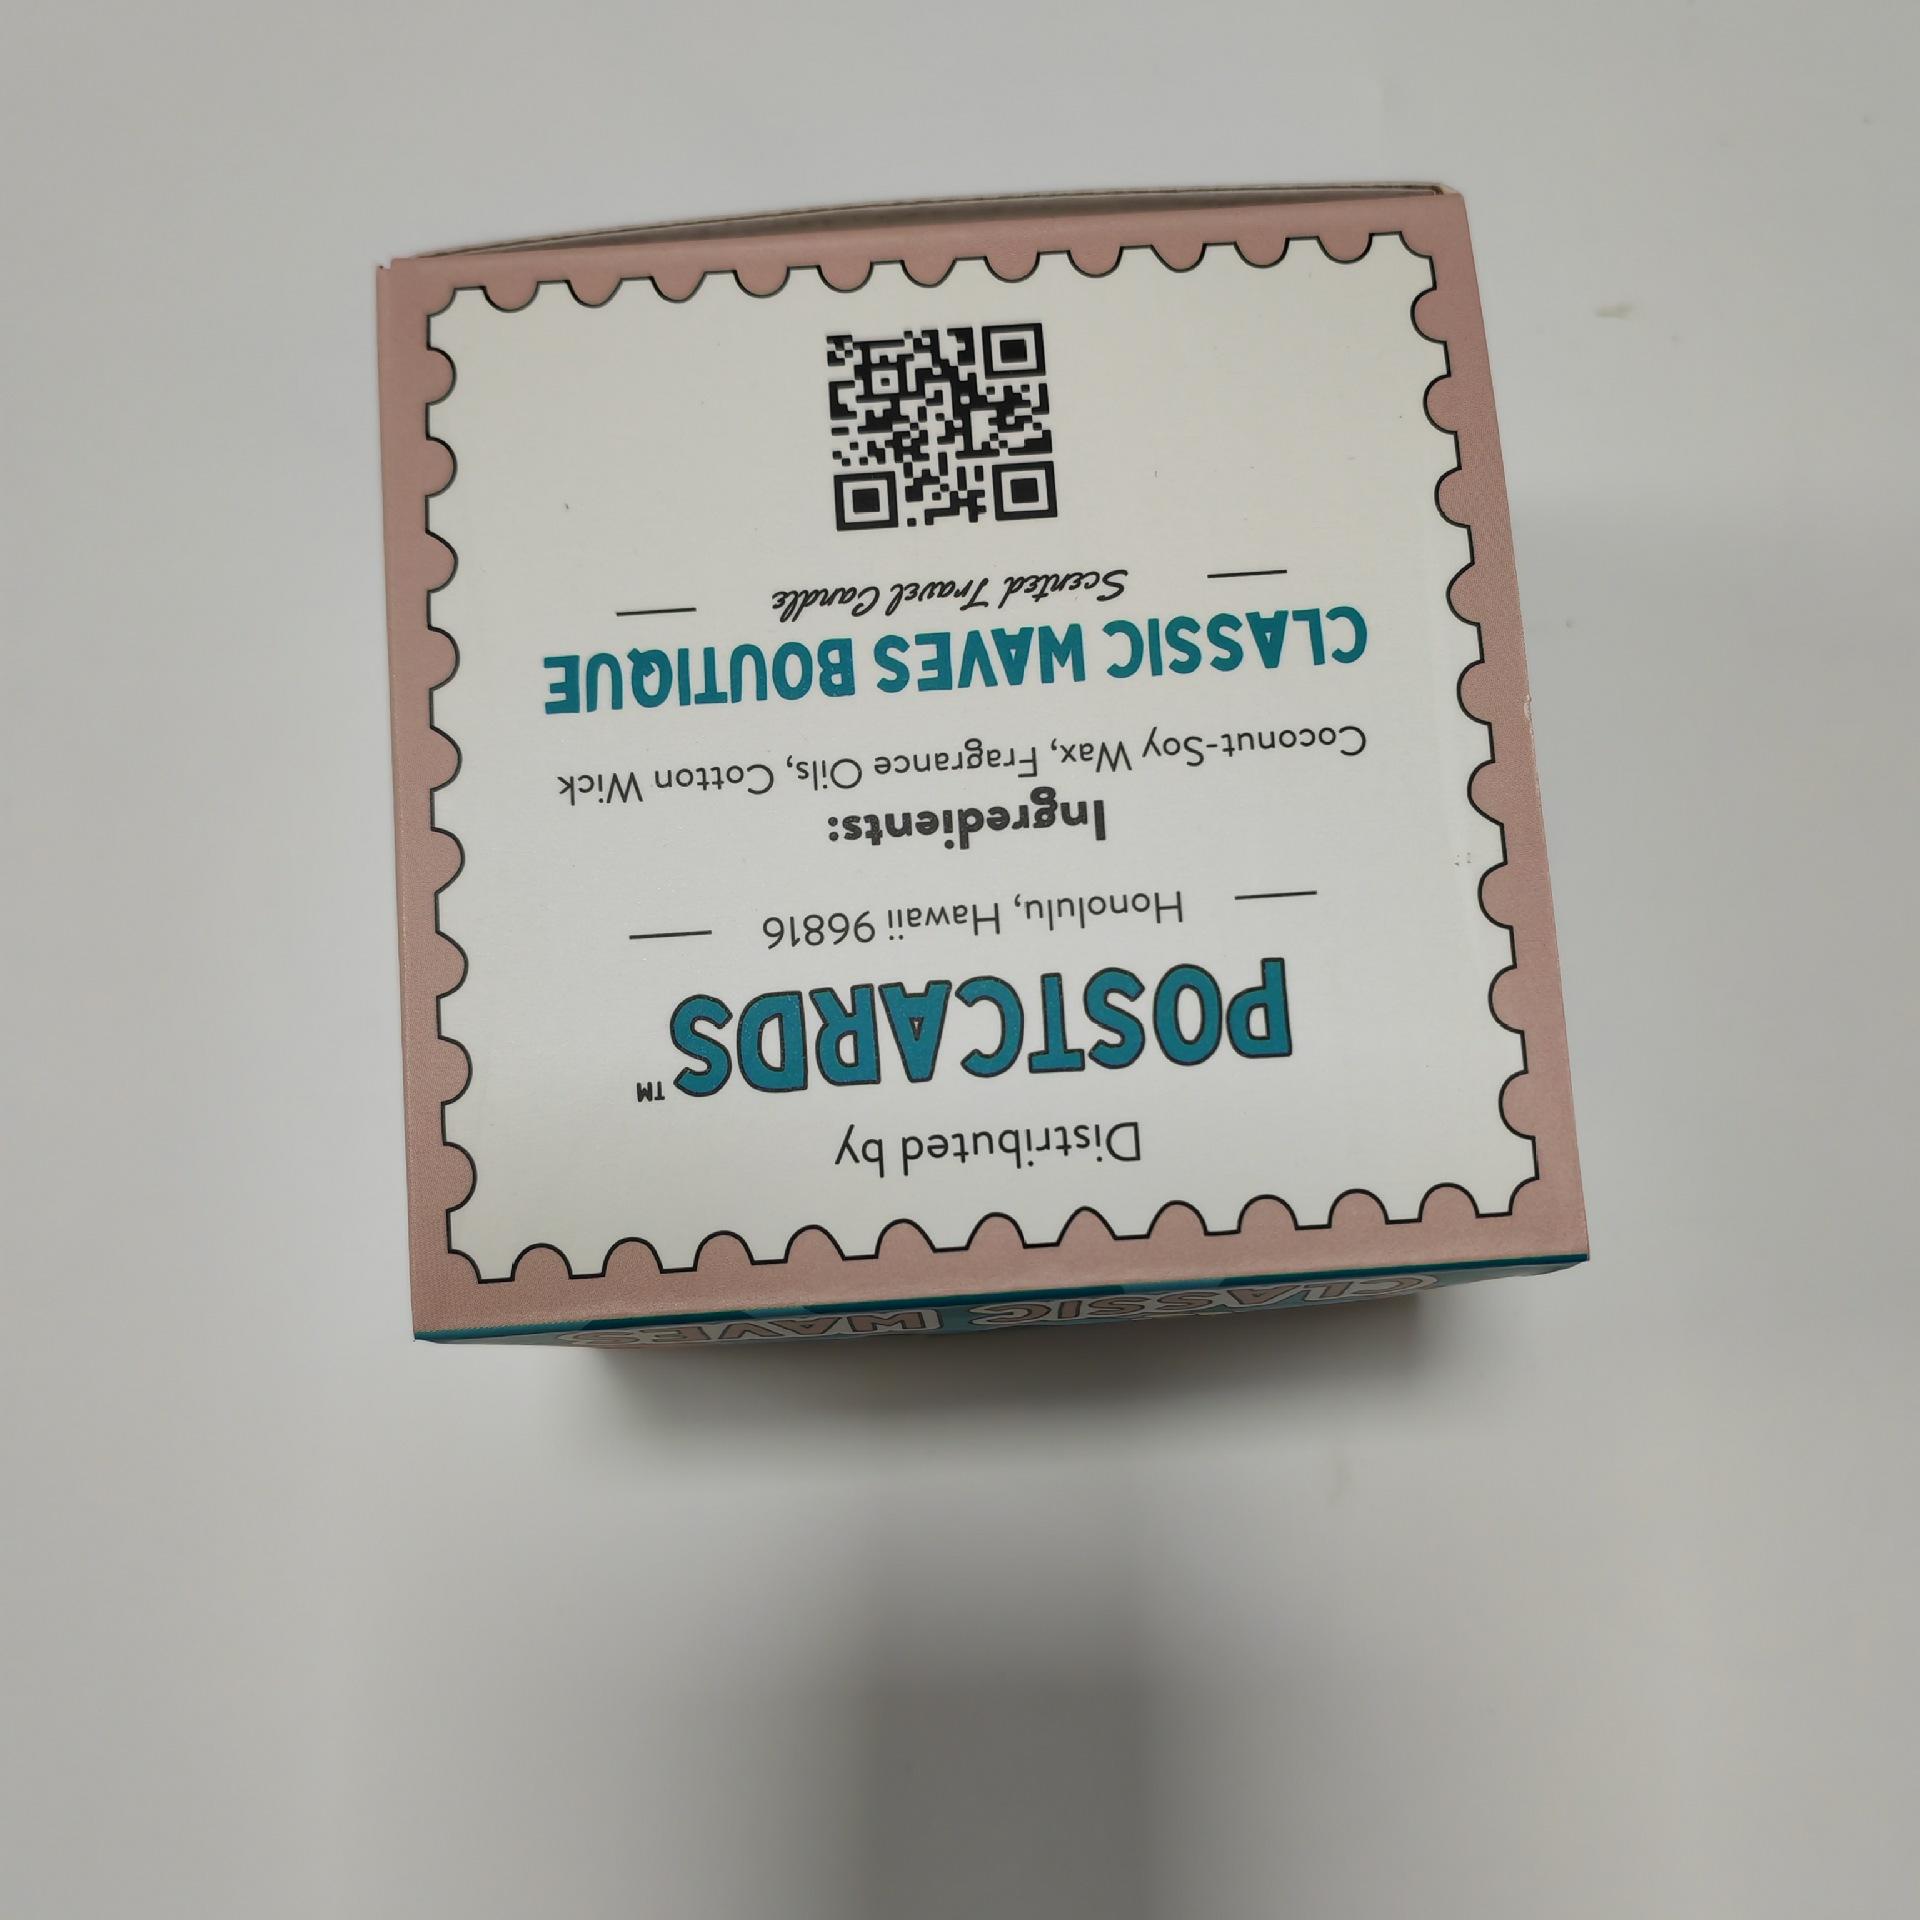 Distributed by
POSTCARDS™
Honolulu, Hawaii 96816
Ingredients:
Coconut-Soy Wax, Fragrance Oils, Cotton Wick
CLASSIC WAVES BOUTIQUE
Scented Travel Candle
CLASSIC WAVES